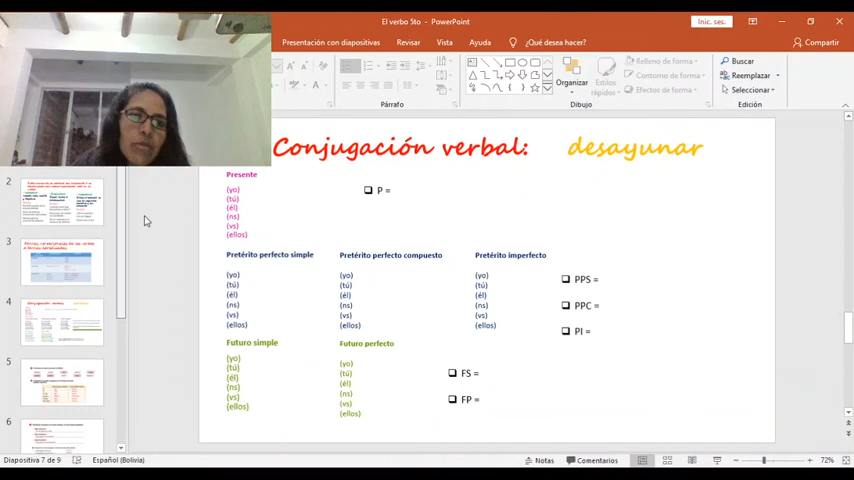 El verbo 5to - PowerPoint
Inic. ses.
Presentación con diapositivas Revisar Vista Ayuda ¿Qué desea hacer? Compartir
Organizar
Estilos rápidos
Relleno de forma
Contorno de forma
Efectos de forma
Buscar
Reemplazar
Seleccionar
Párrafo Dibujo Edición
2
3
4
5
6
Conjugación verbal: desayunar
Presente
(yo)
(tú)
(él)
(ns)
(vs)
(ellos)
P =
Pretérito perfecto simple
(yo)
(tú)
(él)
(ns)
(vs)
(ellos)
Pretérito perfecto compuesto
(yo)
(tú)
(él)
(ns)
(vs)
(ellos)
Pretérito imperfecto
(yo)
(tú)
(él)
(ns)
(vs)
(ellos)
PPS =
PPC =
PI =
Futuro simple
(yo)
(tú)
(él)
(ns)
(vs)
(ellos)
Futuro perfecto
(yo)
(tú)
(él)
(ns)
(vs)
(ellos)
FS =
FP =
Diapositiva 7 de 9 Español (Bolivia) Notas Comentarios 72%